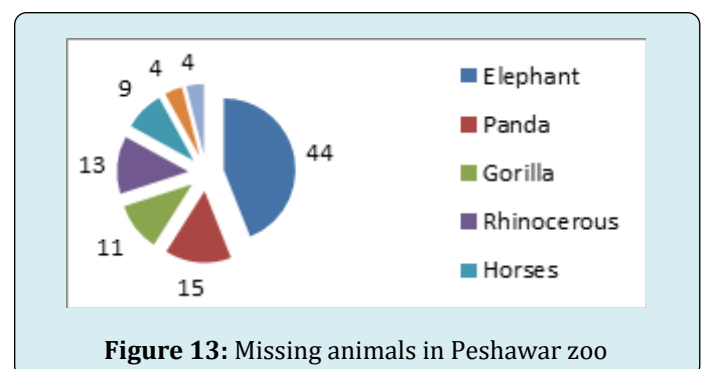 4 4
9
13
11
15
44
Elephant
Panda
Gorilla
Rhinocerous
Horses
Figure 13: Missing animals in Peshawar zoo